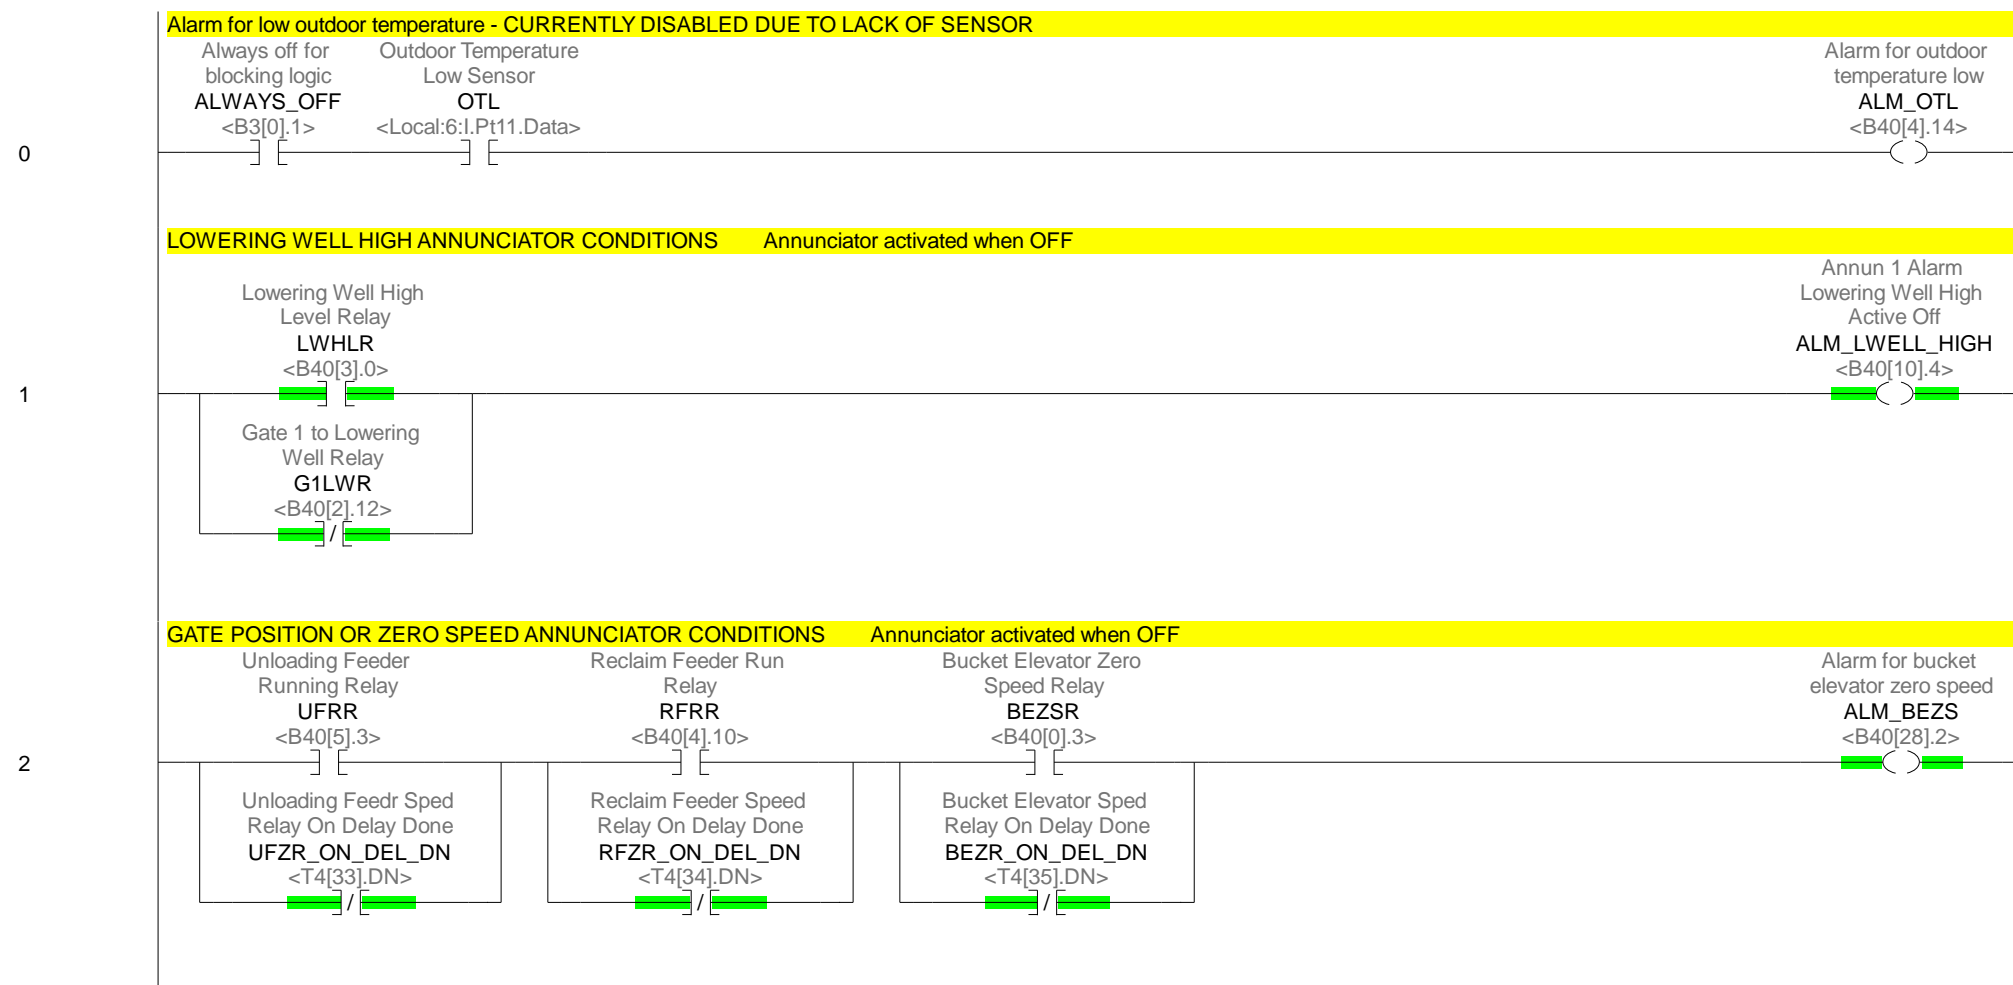 Alarm for low outdoor temperature - CURRENTLY DISABLED DUE TO LACK OF SENSOR
Always off for
blocking logic
ALWAYS_OFF
<B3[0].1>
Outdoor Temperature
Low Sensor
OTL
<Local:6:I.Pt11.Data>
Alarm for outdoor
temperature low
ALM_OTL
<B40[4].14>
0
LOWERING WELL HIGH ANNUNCIATOR CONDITIONS Annunciator activated when OFF
Lowering Well High
Level Relay
LWHLR
<B40[3].0>
Annun 1 Alarm
Lowering Well High
Active Off
ALM_LWELL_HIGH
<B40[10].4>
1
Gate 1 to Lowering
Well Relay
G1LWR
<B40[2].12>
/
GATE POSITION OR ZERO SPEED ANNUNCIATOR CONDITIONS Annunciator activated when OFF
Unloading Feeder
Running Relay
UFRR
<B40[5].3>
Reclaim Feeder Run
Relay
RFRR
<B40[4].10>
Bucket Elevator Zero
Speed Relay
BEZSR
<B40[0].3>
Alarm for bucket
elevator zero speed
ALM_BEZS
<B40[28].2>
2
Unloading Feedr Sped
Relay On Delay Done
UFZR_ON_DEL_DN
<T4[33].DN>
/
Reclaim Feeder Speed
Relay On Delay Done
RFZR_ON_DEL_DN
<T4[34].DN>
/
Bucket Elevator Sped
Relay On Delay Done
BEZR_ON_DEL_DN
<T4[35].DN>
/